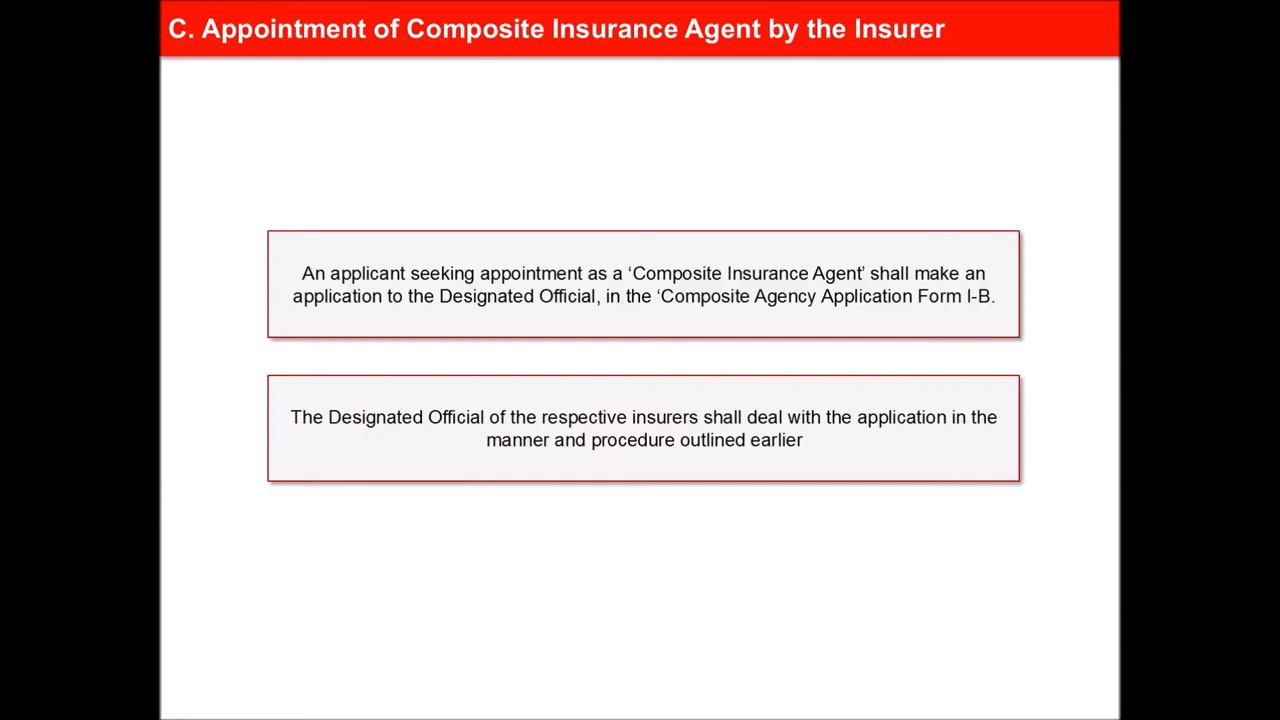 C. Appointment of Composite Insurance Agent by the Insurer
An applicant seeking appointment as a ‘Composite Insurance Agent’ shall make an
application to the Designated Official, in the ‘Composite Agency Application Form I-B.
The Designated Official of the respective insurers shall deal with the application in the
manner and procedure outlined earlier